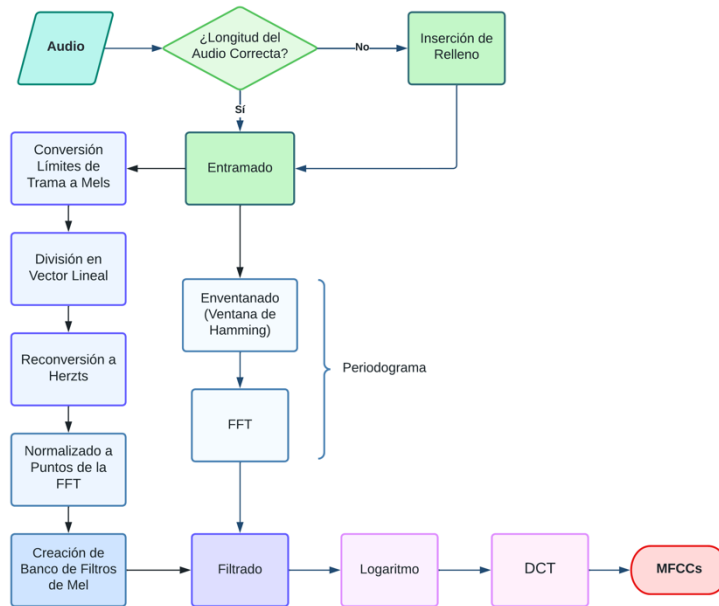 Audio
¿Longitud del
Audio Correcta?
No
Inserción de
Relleno
Sí
Conversión
Límites de
Trama a Mels
Entramado
División en
Vector Lineal
Enventanado
(Ventana de
Hamming)
Periodograma
Reconversión a
Herzts
FFT
Normalizado a
Puntos de la
FFT
Creación de
Banco de Filtros
de Mel
Filtrado
Logaritmo
DCT
MFCCs